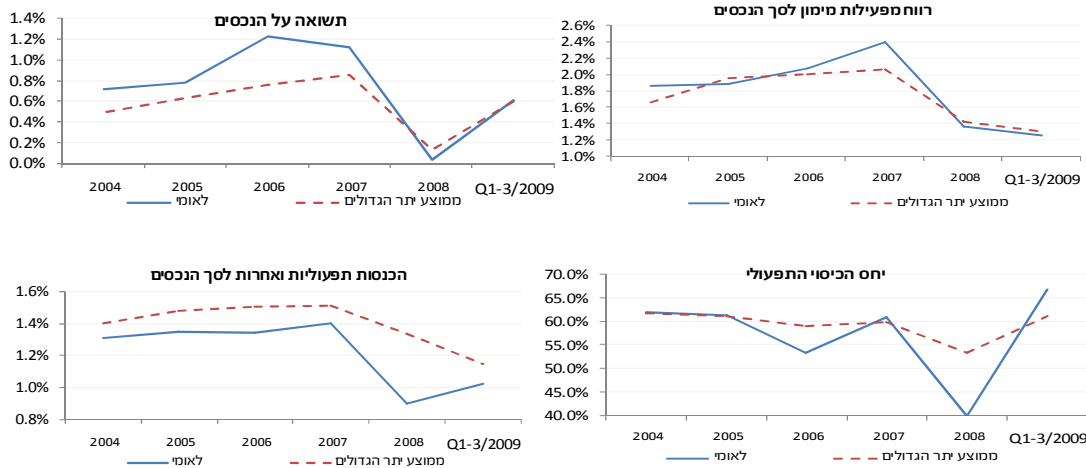 תשואה על הנכסים
1.4%
1.2%
1.0%
0.8%
0.6%
0.4%
0.2%
0.0%
2004 2005 2006 2007 2008 Q1-3/2009
לאומי ממוצע יתר הגדולים
רווח מפעילות מימון לסך הנכסים
2.6%
2.4%
2.2%
2.0%
1.8%
1.6%
1.4%
1.2%
1.0%
2004 2005 2006 2007 2008 Q1-3/2009
לאומי ממוצע יתר הגדולים
הכנסות תפעוליות ואחרות לסך הנכסים
1.6%
1.4%
1.2%
1.0%
0.8%
2004 2005 2006 2007 2008 Q1-3/2009
לאומי ממוצע יתר הגדולים
יחס הכיסוי התפעולי
70.0%
65.0%
60.0%
55.0%
50.0%
45.0%
40.0%
2004 2005 2006 2007 2008 Q1-3/2009
לאומי ממוצע יתר הגדולים